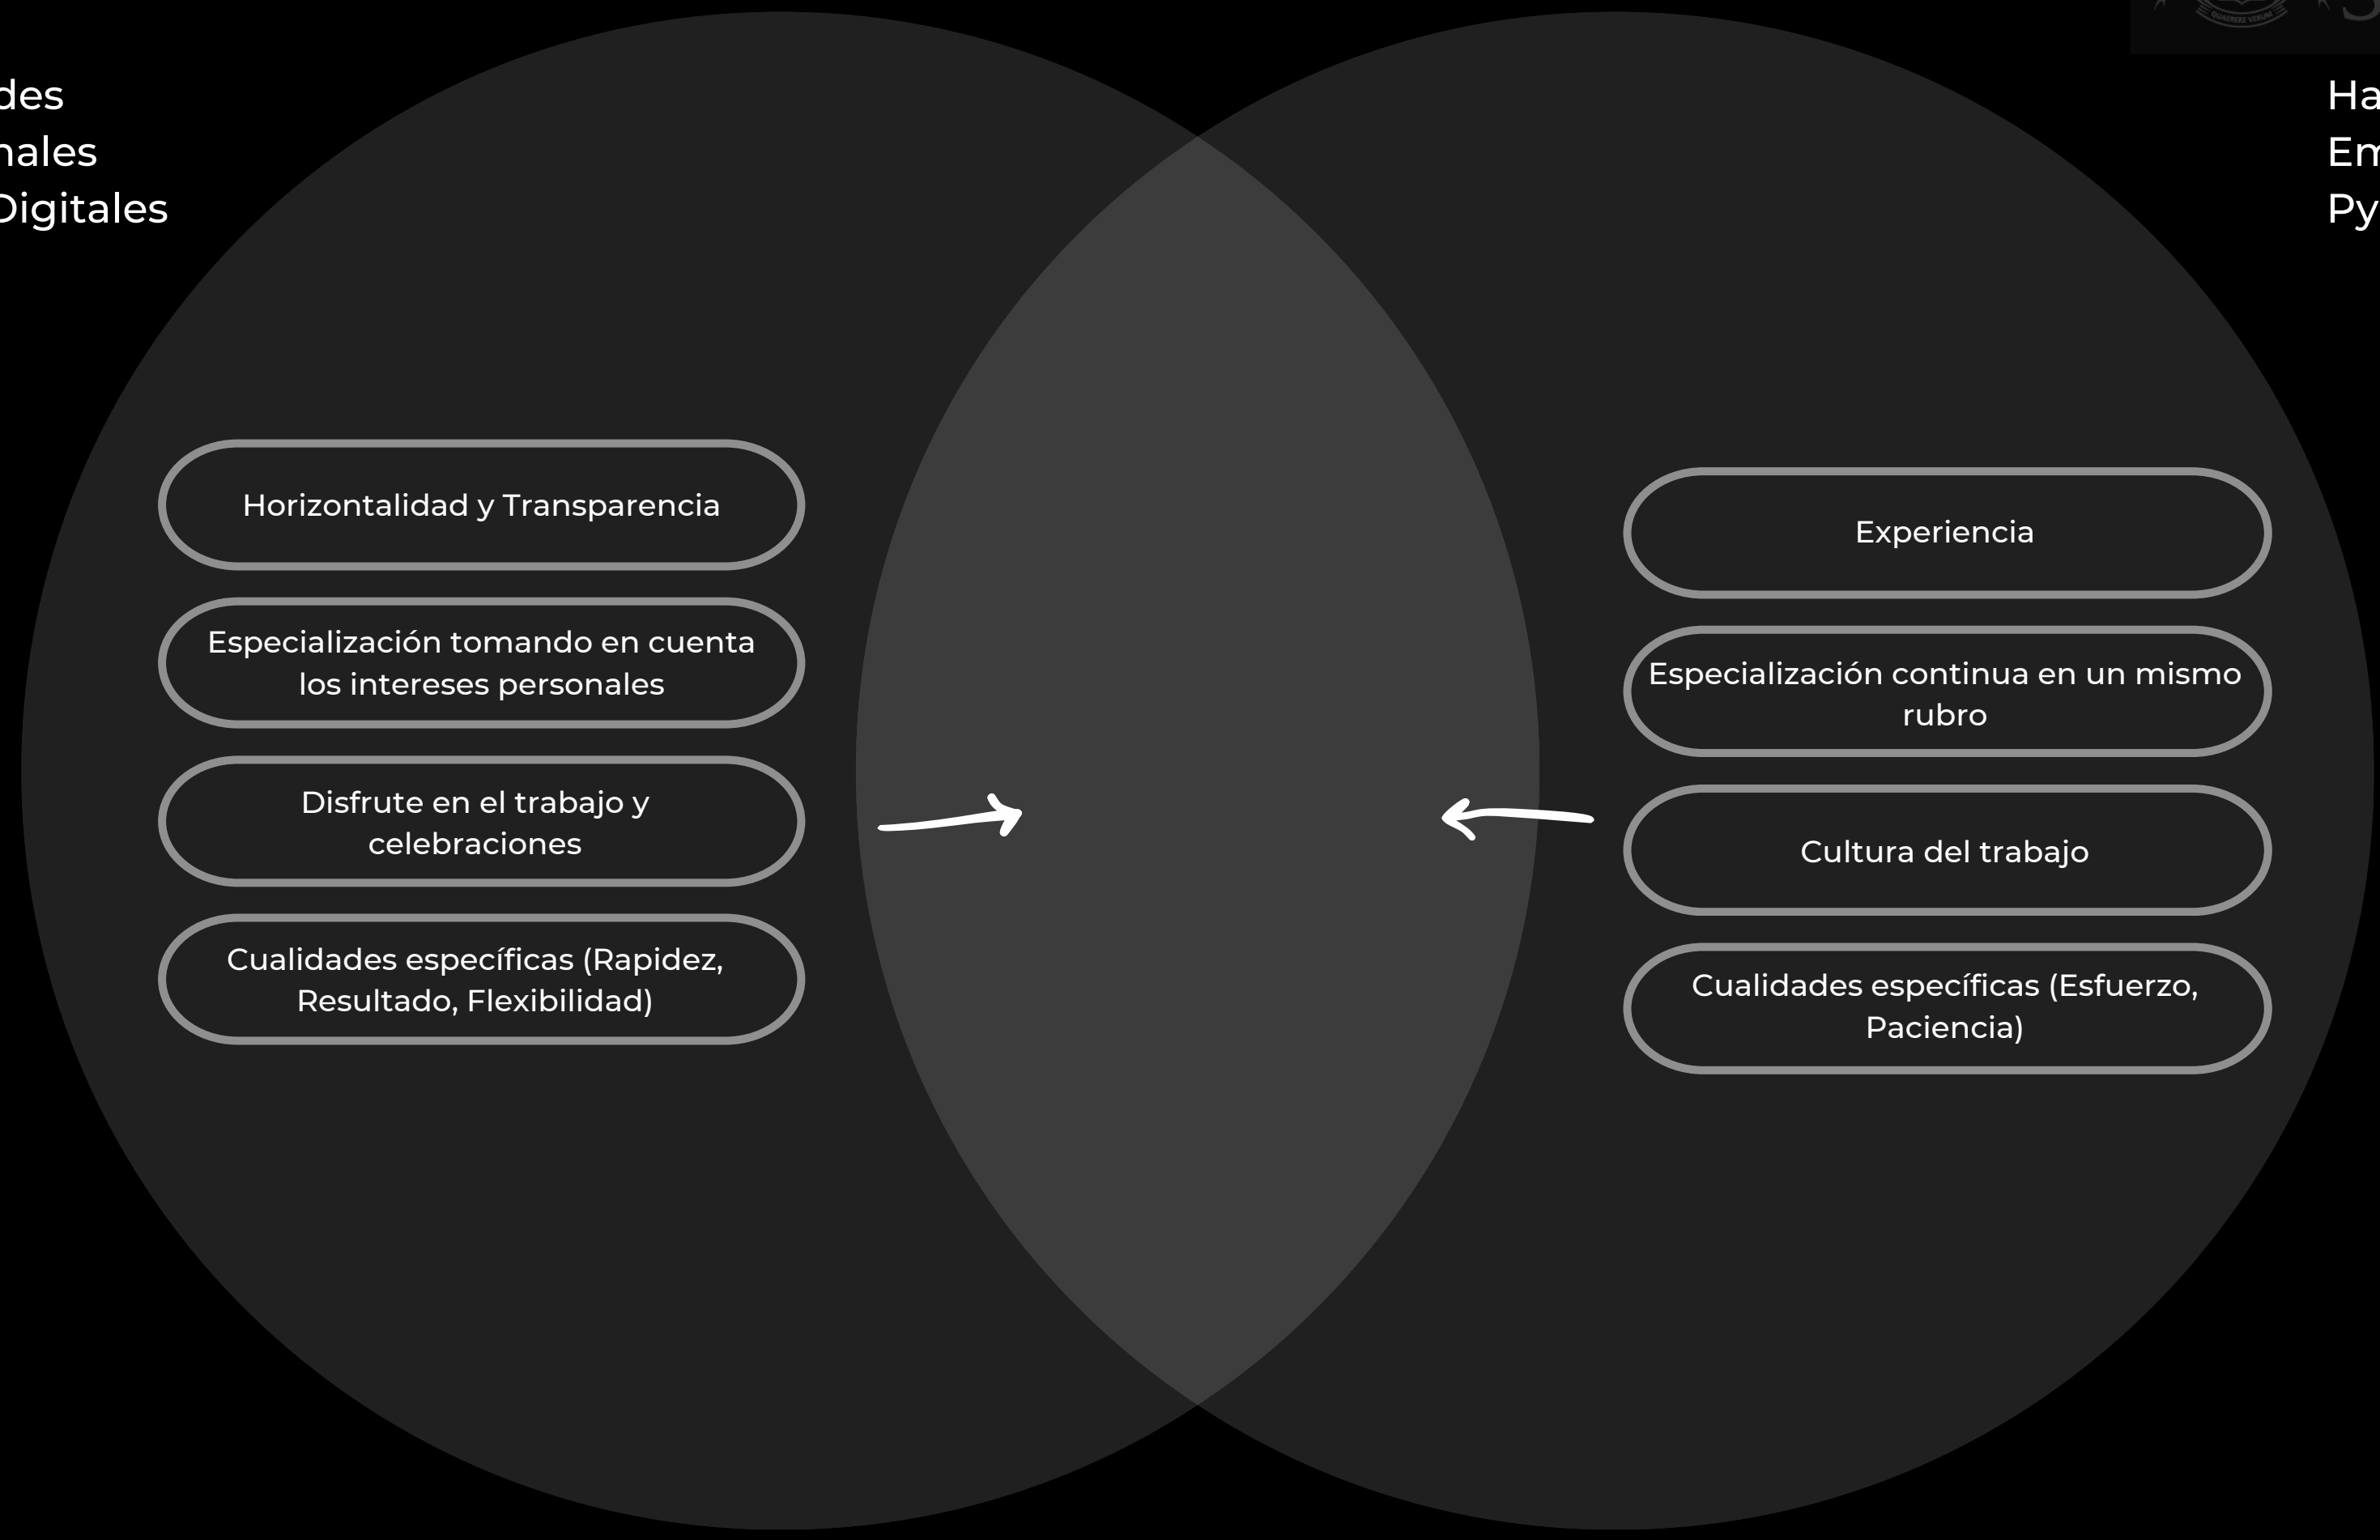 QUAERERE VERUM
des
nales
Digitales
Ha
Em
Py
Horizontalidad y Transparencia
Especialización tomando en cuenta
los intereses personales
Disfrute en el trabajo y
celebraciones
Cualidades específicas (Rapidez,
Resultado, Flexibilidad)
Experiencia
Especialización continua en un mismo
rubro
Cultura del trabajo
Cualidades específicas (Esfuerzo,
Paciencia)